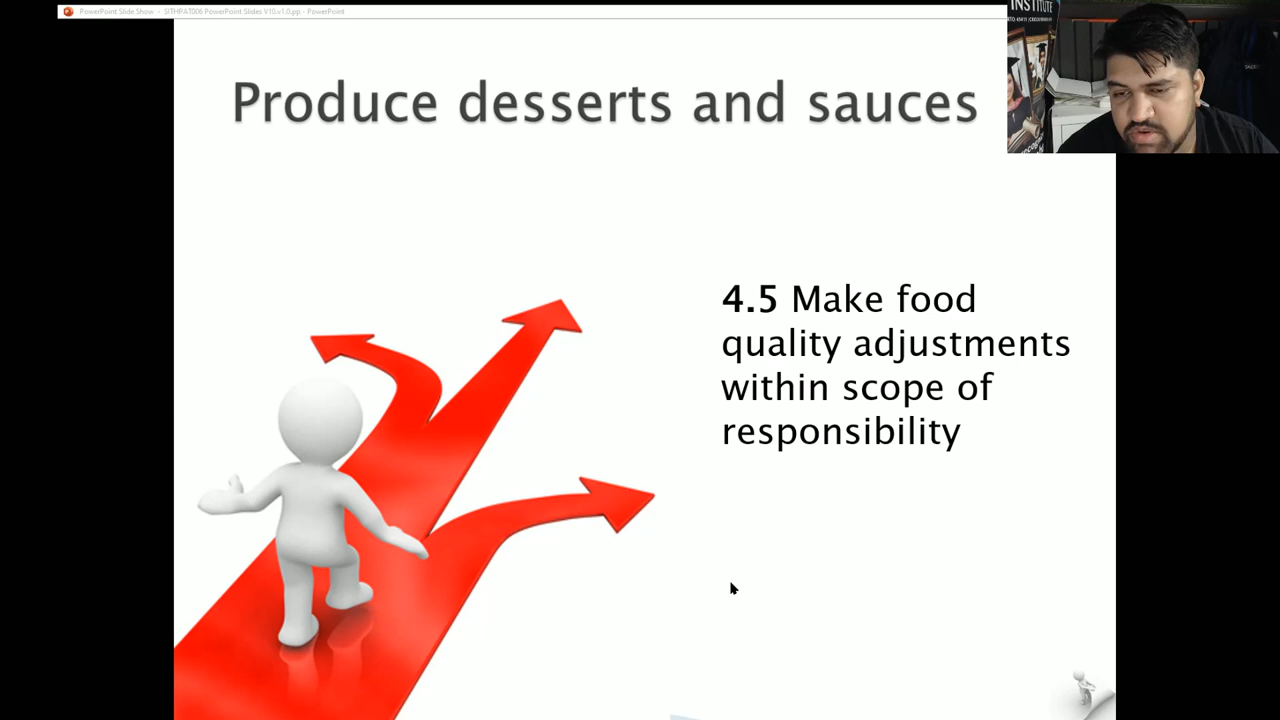 PowerPoint Slide Show - SITHPAT006 PowerPoint Slides V10.v1.0.pp - PowerPoint
INSTITUTE
Produce desserts and sauces
4.5 Make food
quality adjustments
within scope of
responsibility